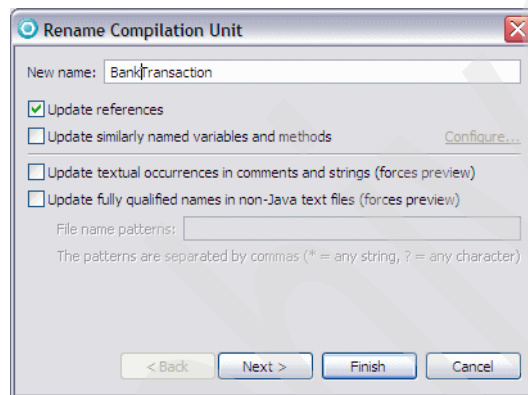 Rename Compilation Unit
New name: BankTransaction
Update references
Update similarly named variables and methods Configure...
Update textual occurrences in comments and strings (forces preview)
Update fully qualified names in non-Java text files (forces preview)
File name patterns:
The patterns are separated by commas (* = any string, ? = any character)
< Back Next > Finish Cancel